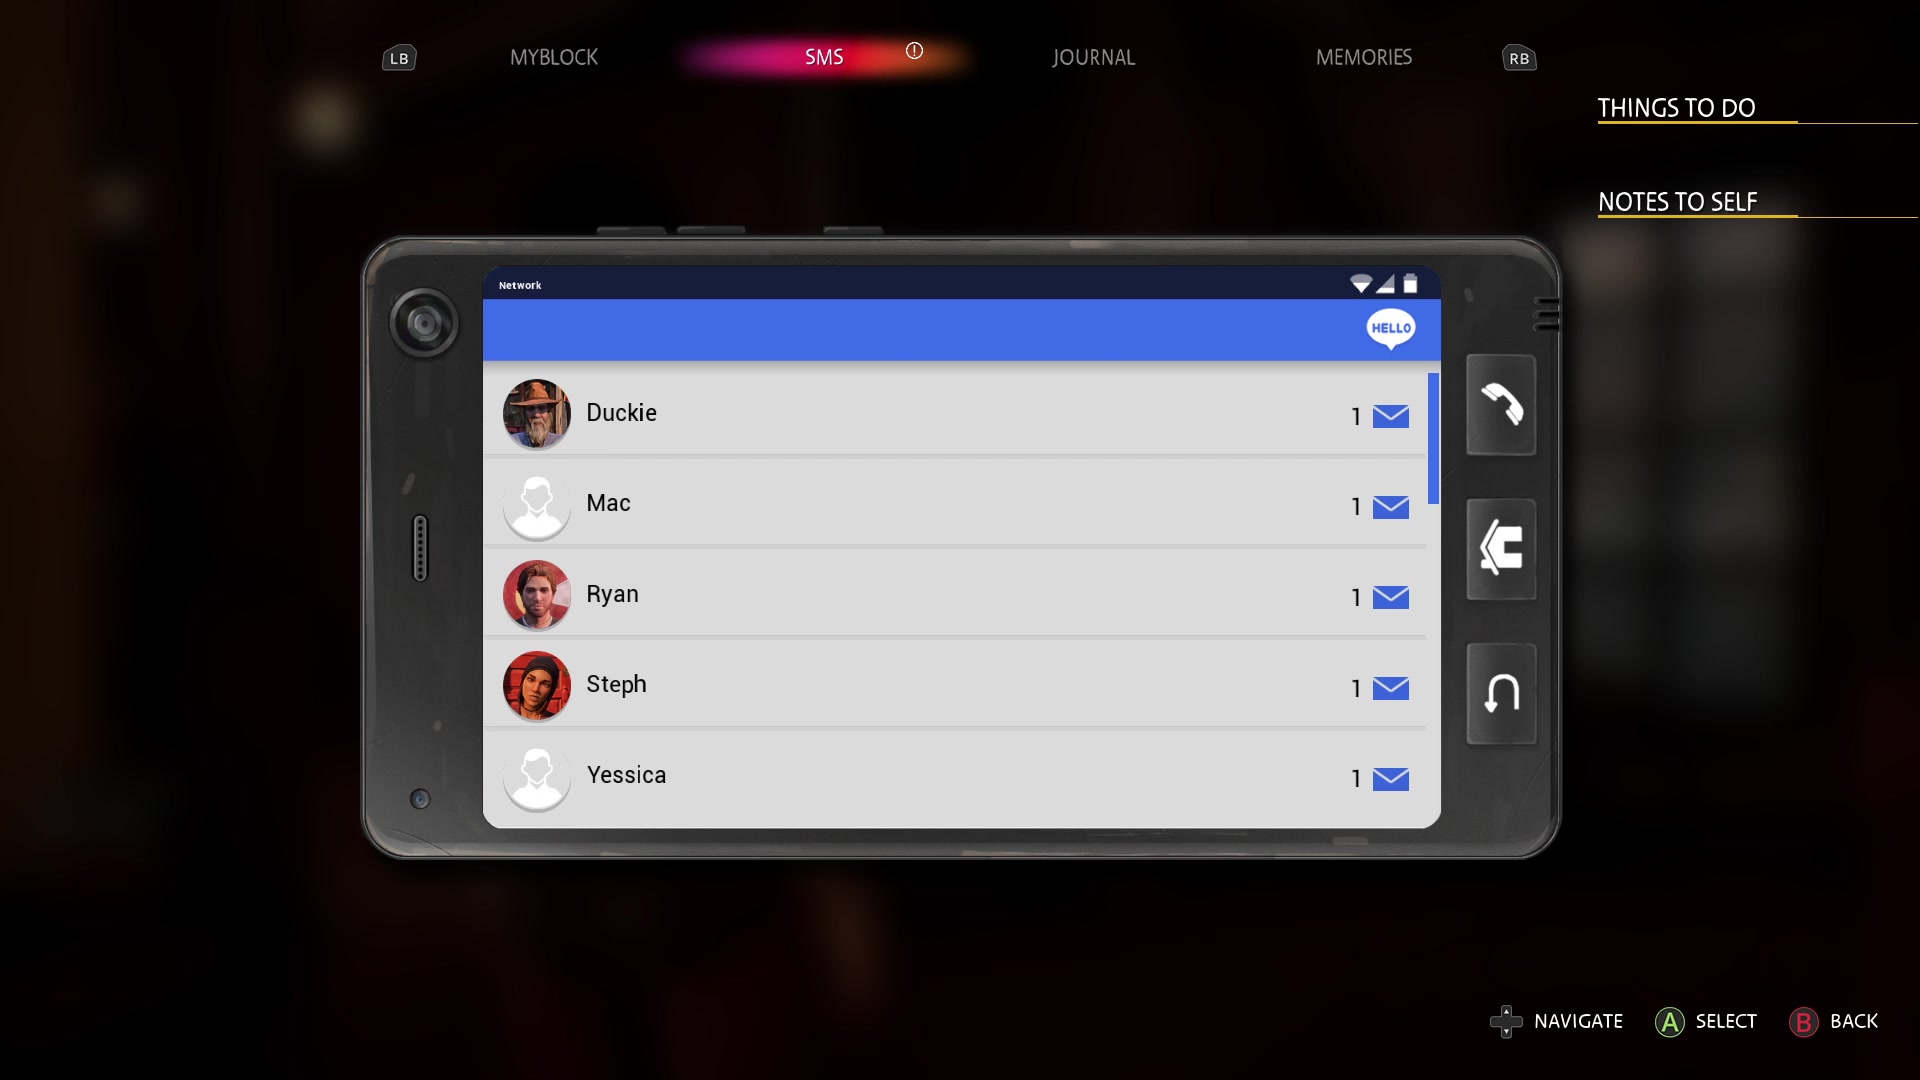 LB MYBLOCK SMS JOURNAL MEMORIES RB
THINGS TO DO
NOTES TO SELF
Network
HELLO
Duckie 1
Mac 1
Ryan 1
Steph 1
Yessica 1
NAVIGATE A SELECT B BACK